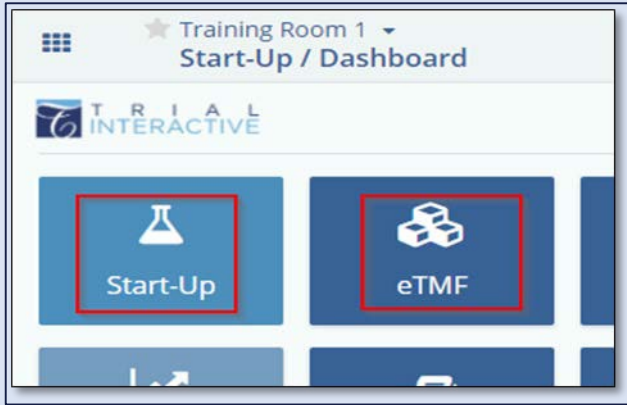 Training Room 1
Start-Up / Dashboard
TRIAL
INTERACTIVE
Start-Up
eTMF